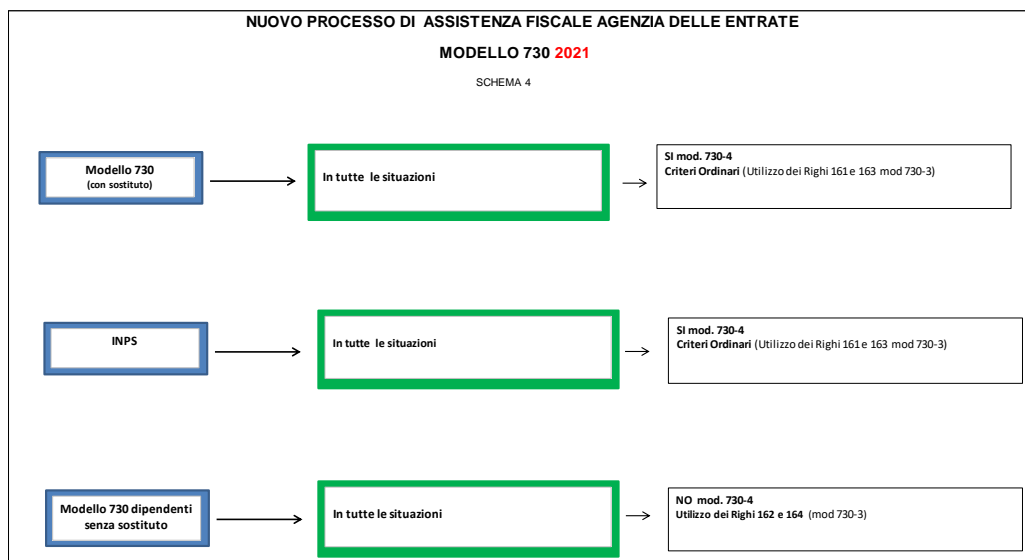 NUOVO PROCESSO DI ASSISTENZA FISCALE AGENZIA DELLE ENTRATE
MODELLO 730 2021
SCHEMA 4
Modello 730
(con sostituto)
In tutte le situazioni
SI mod. 730-4
Criteri Ordinari (Utilizzo dei Righi 161 e 163 mod 730-3)
INPS
In tutte le situazioni
SI mod. 730-4
Criteri Ordinari (Utilizzo dei Righi 161 e 163 mod 730-3)
Modello 730 dipendenti
senza sostituto
In tutte le situazioni
NO mod. 730-4
Utilizzo dei Righi 162 e 164 (mod 730-3)